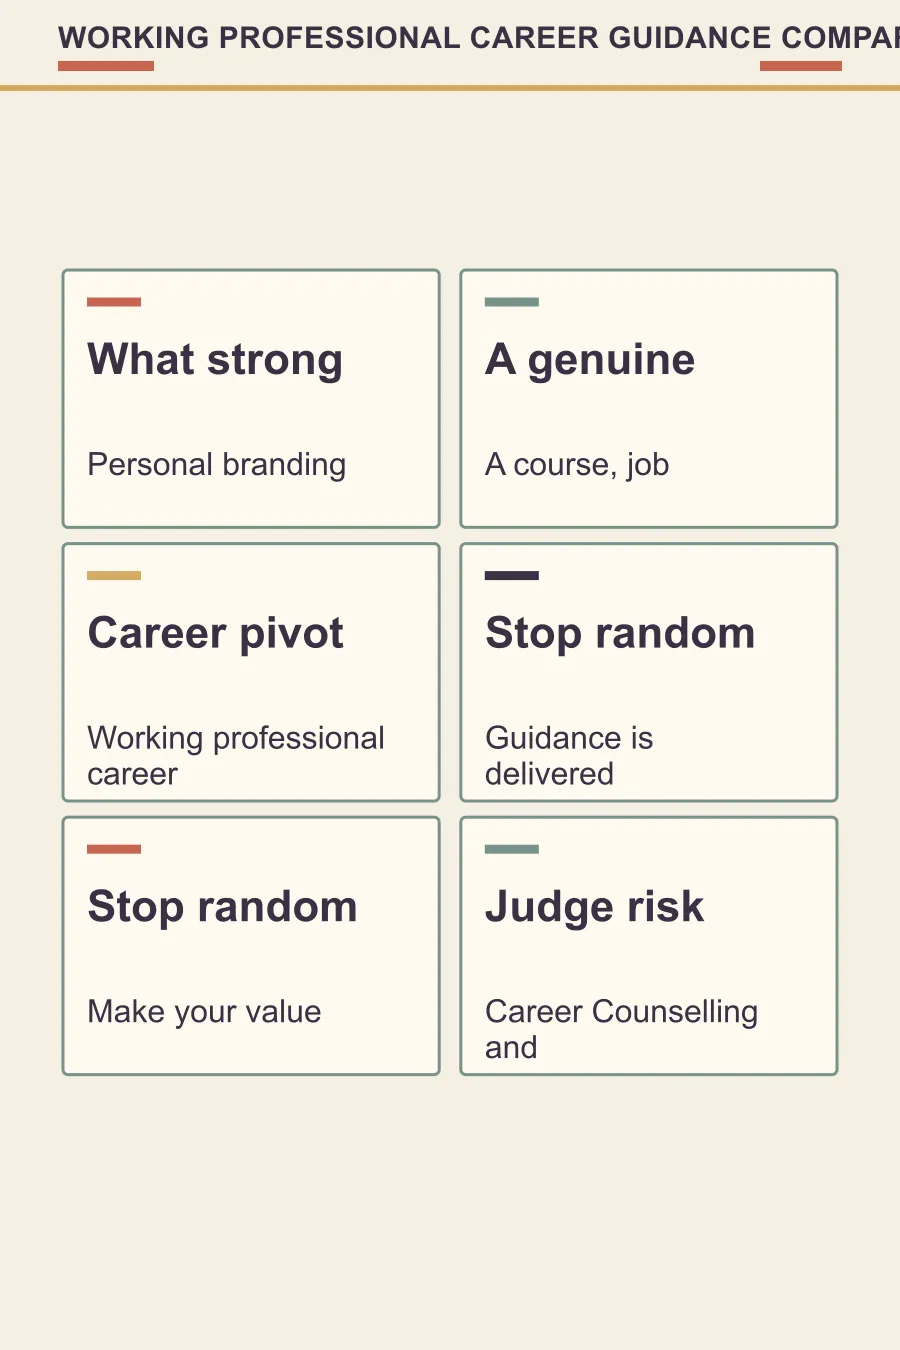 WORKING PROFESSIONAL CAREER GUIDANCE COMPAR
What strong
Personal branding
A genuine
A course, job
Career pivot
Working professional
career
Stop random
Guidance is
delivered
Stop random
Make your value
Judge risk
Career Counselling
and